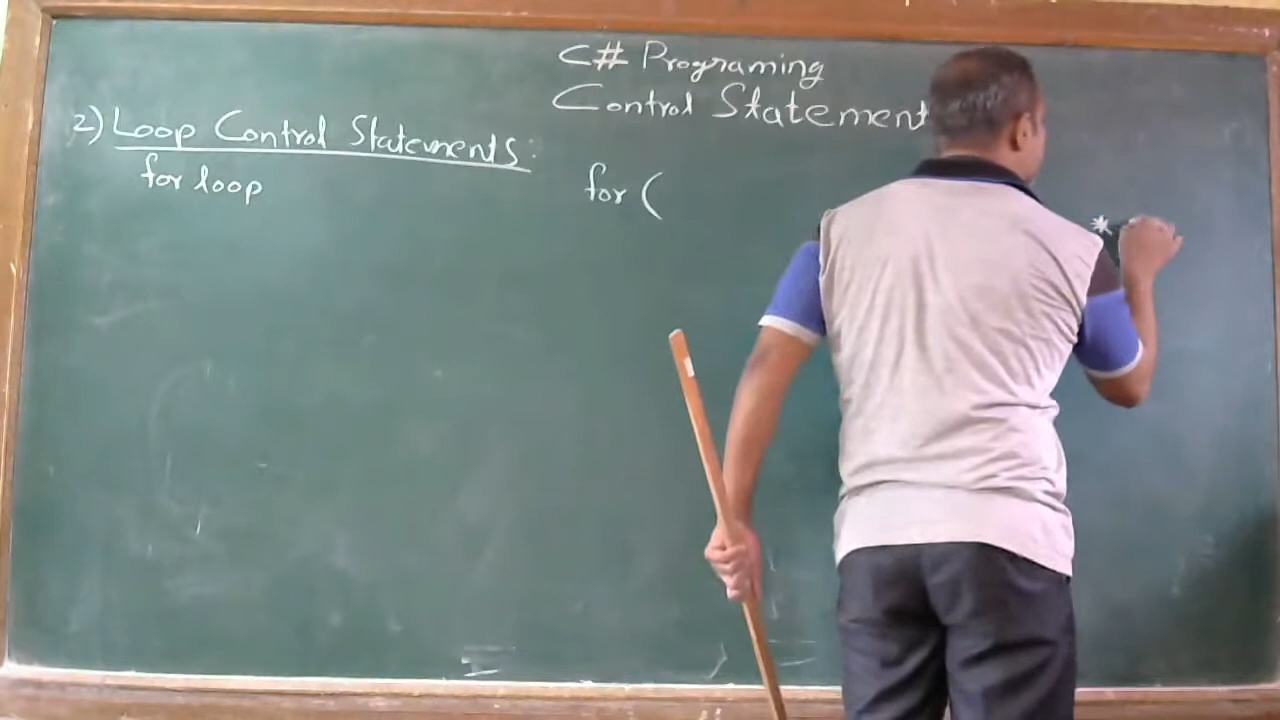 C# Programing
Control Statement
2) Loop Control Statements:
for loop
for (
*